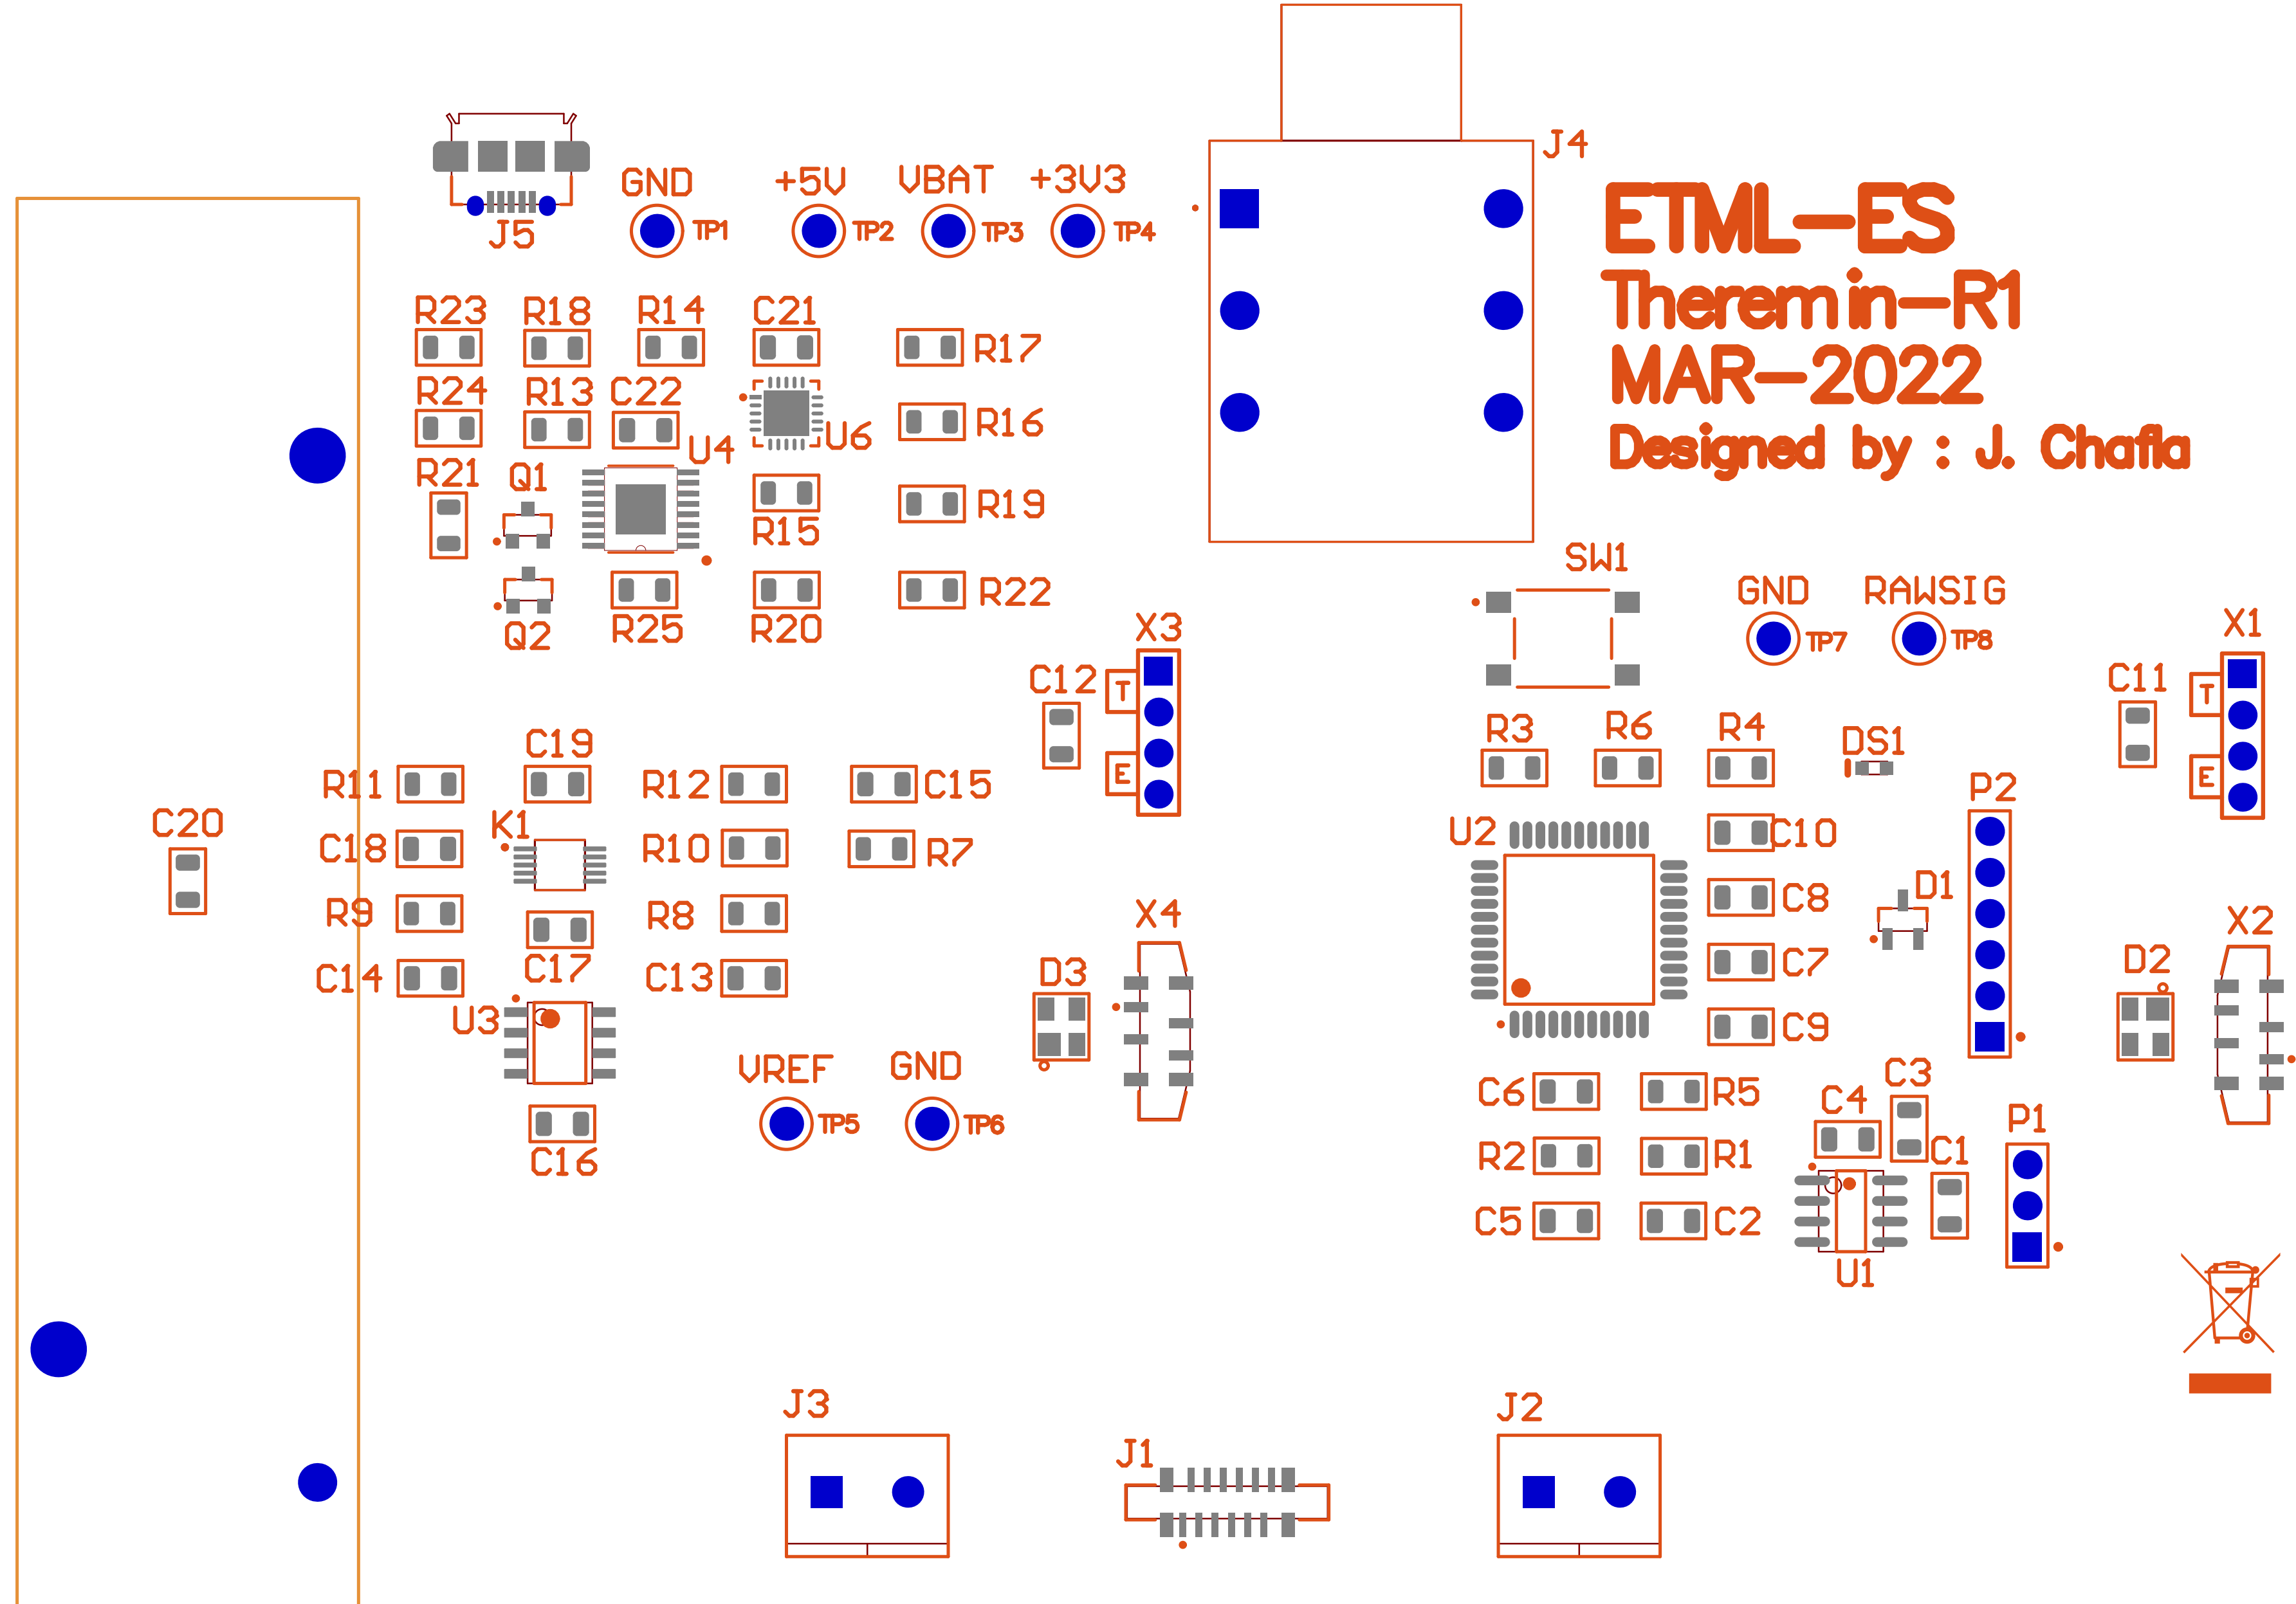 J4
GND
+5V
VBAT
+3V3
TP1
TP2
TP3
TP4
J5
ETML-ES
Theremin-R1
MAR-2022
Designed by : J. Chafla
R23
R18
R14
C21
R17
R24
R13
C22
U4
U6
R16
R21
Q1
R15
R19
Q2
R25
R20
R22
SW1
GND
RAWSIG
TP7
TP8
X3
X1
C12
T
E
C11
T
E
R3
R6
R4
DS1
P2
C19
R11
R12
C15
C20
C18
K1
R10
R7
U2
C10
R9
R8
X4
C8
D1
X2
C14
C17
C13
D3
C7
D2
U3
C9
VREF
GND
TP5
TP6
C16
C6
R5
C4
C3
R2
R1
C1
P1
C5
C2
U1
J3
J1
J2